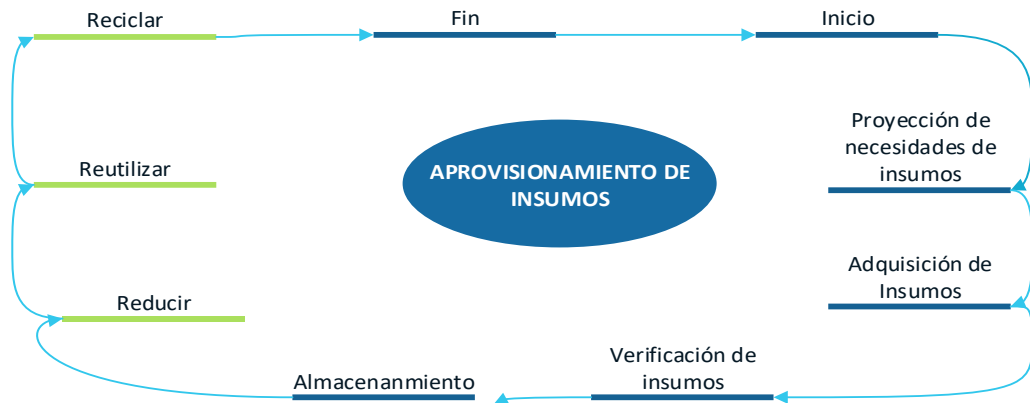 Reciclar
Fin
Inicio
Proyección de
necesidades de
insumos
APROVISIONAMIENTO DE
INSUMOS
Reutilizar
Adquisición de
Insumos
Reducir
Verificación de
insumos
Almacenanmiento